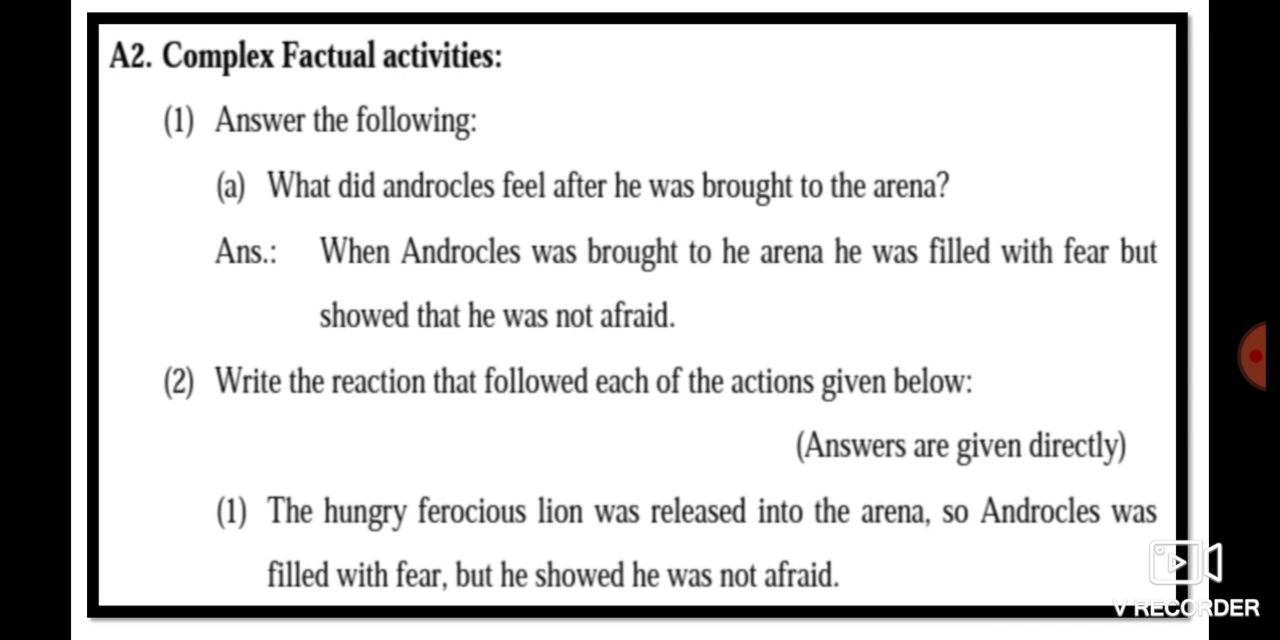 A2. Complex Factual activities:
(1) Answer the following:
(a) What did androcles feel after he was brought to the arena?
Ans.: When Androcles was brought to he arena he was filled with fear but
showed that he was not afraid.
(2) Write the reaction that followed each of the actions given below:
(Answers are given directly)
(1) The hungry ferocious lion was released into the arena, so Androcles was
filled with fear, but he showed he was not afraid.
V RECORDER